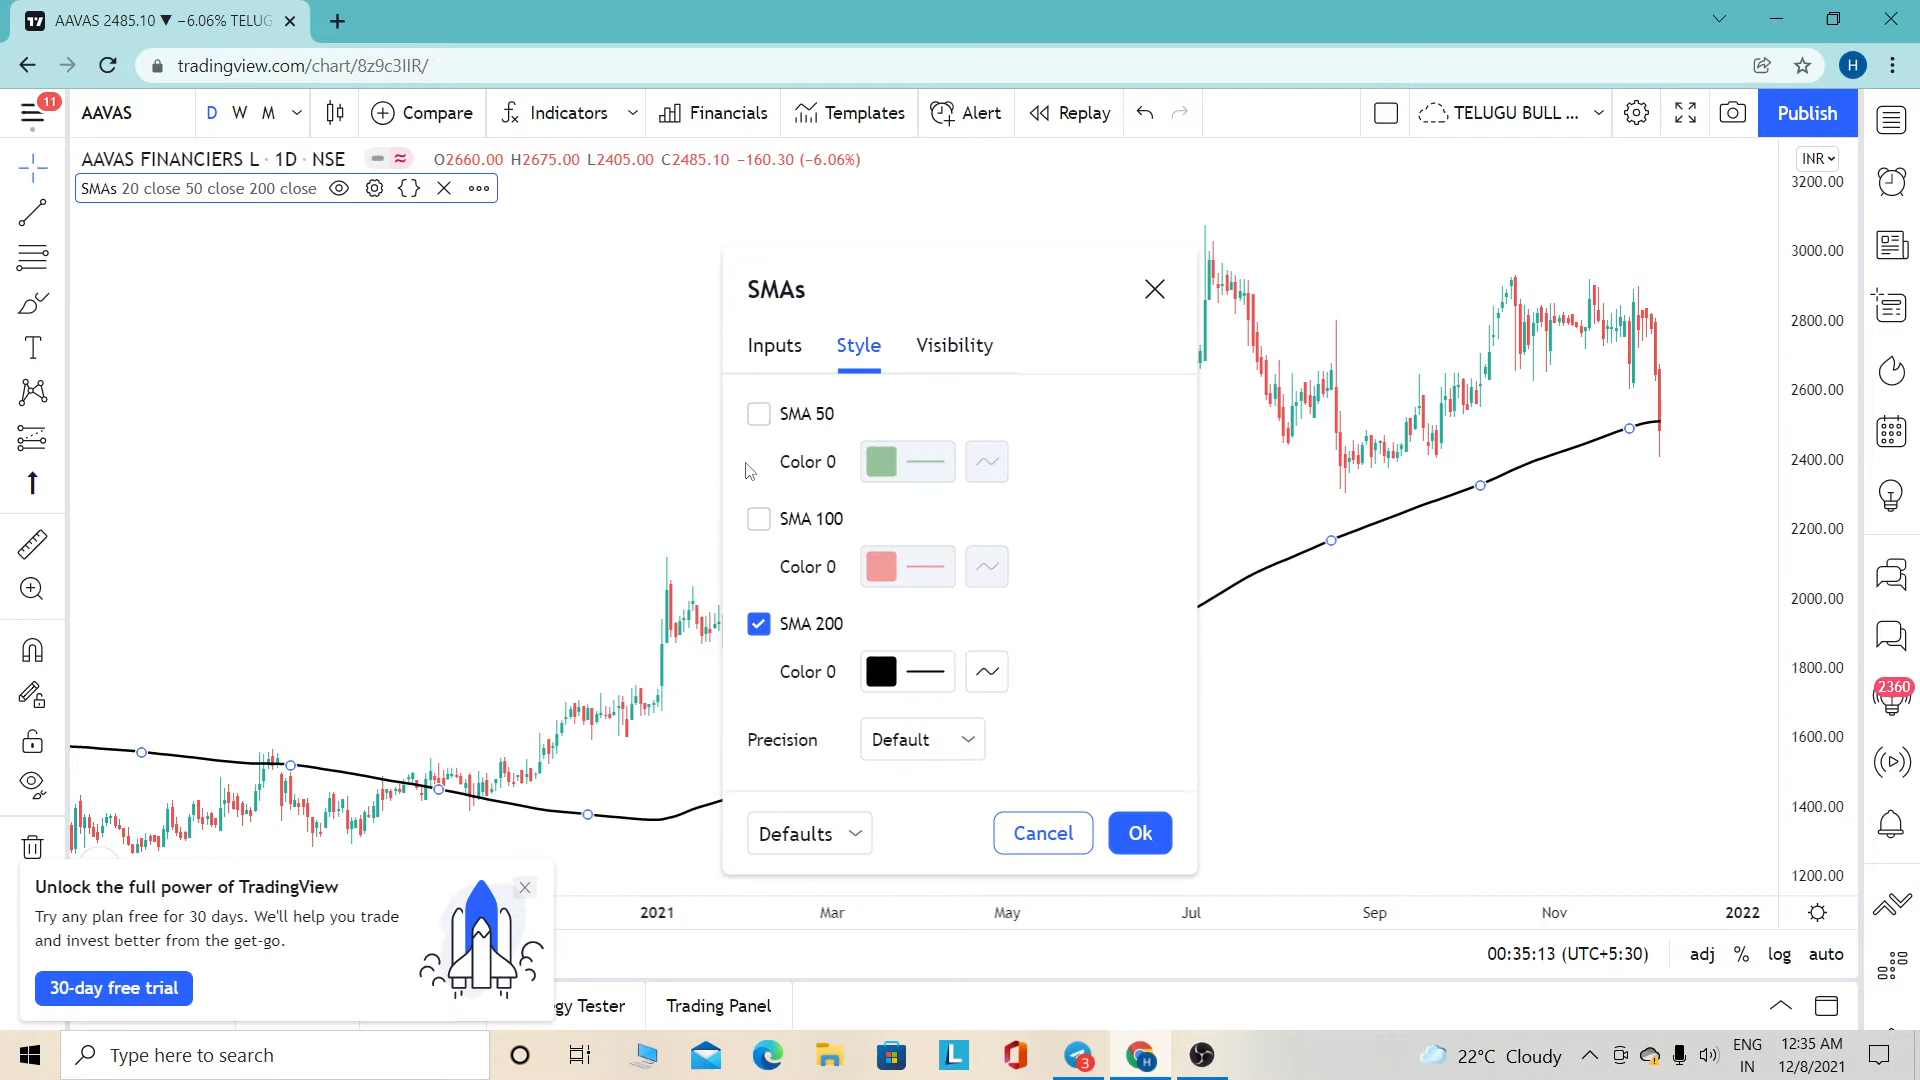 AAVAS 2485.10 ▼ −6.06% TELUG
tradingview.com/chart/8z9c3IIR/
H
11
AAVAS
D W M
Compare
Indicators
Financials
Templates
Alert
Replay
TELUGU BULL ...
Publish
AAVAS FINANCIERS L · 1D · NSE
O2660.00 H2675.00 L2405.00 C2485.10 −160.30 (−6.06%)
INR
SMAs 20 close 50 close 200 close
3200.00
3000.00
2800.00
2600.00
2400.00
2200.00
2000.00
1800.00
1600.00
1400.00
1200.00
SMAs
Inputs Style Visibility
SMA 50
Color 0
SMA 100
Color 0
SMA 200
Color 0
Precision Default
Defaults Cancel Ok
2360
2021 Mar May Jul Sep Nov 2022
Unlock the full power of TradingView
Try any plan free for 30 days. We'll help you trade
and invest better from the get-go.
30-day free trial
00:35:13 (UTC+5:30) adj % log auto
gy Tester
Trading Panel
Type here to search
L
3
H
22°C Cloudy
ENG
IN
12:35 AM
12/8/2021